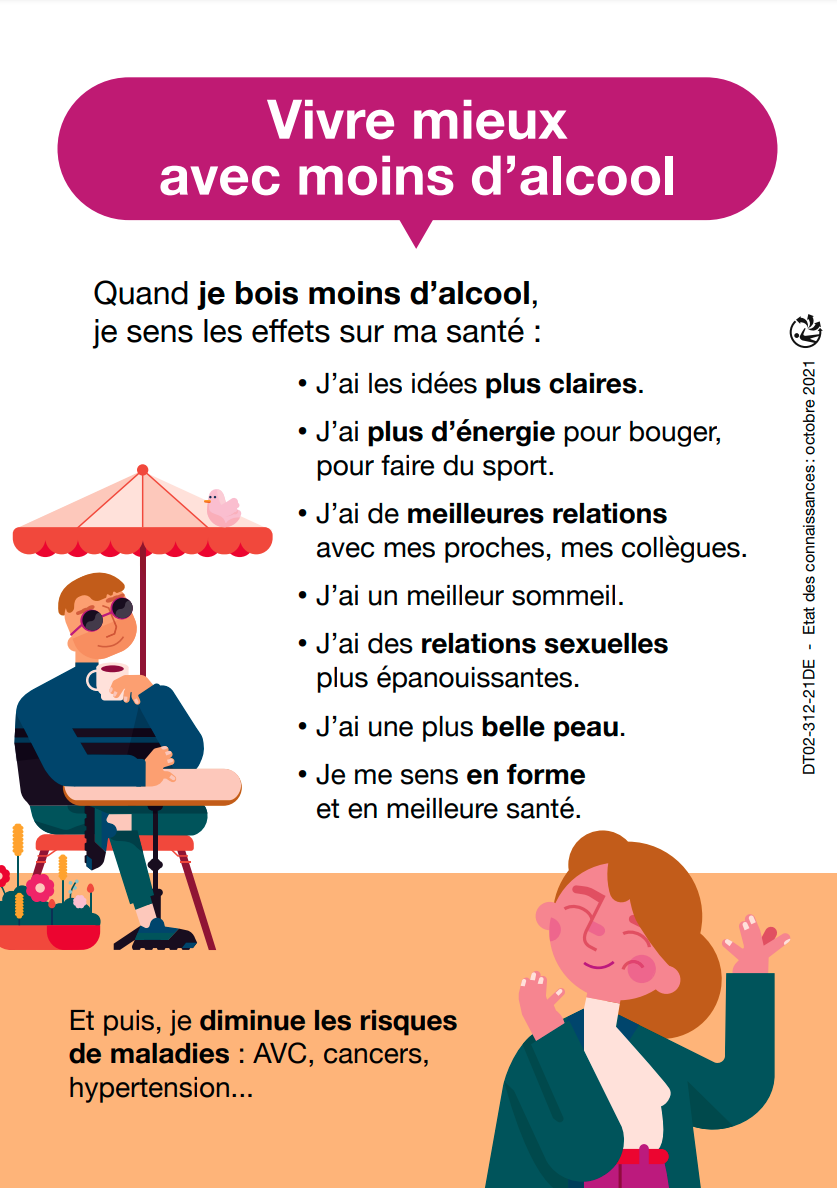 Vivre mieux
avec moins d’alcool
Quand je bois moins d’alcool,
je sens les effets sur ma santé :
• J’ai les idées plus claires.
• J’ai plus d’énergie pour bouger,
pour faire du sport.
• J’ai de meilleures relations
avec mes proches, mes collègues.
• J’ai un meilleur sommeil.
• J’ai des relations sexuelles
plus épanouissantes.
• J’ai une plus belle peau.
• Je me sens en forme
et en meilleure santé.
Et puis, je diminue les risques
de maladies : AVC, cancers,
hypertension...
DT02-312-21DE - Etat des connaissances: octobre 2021